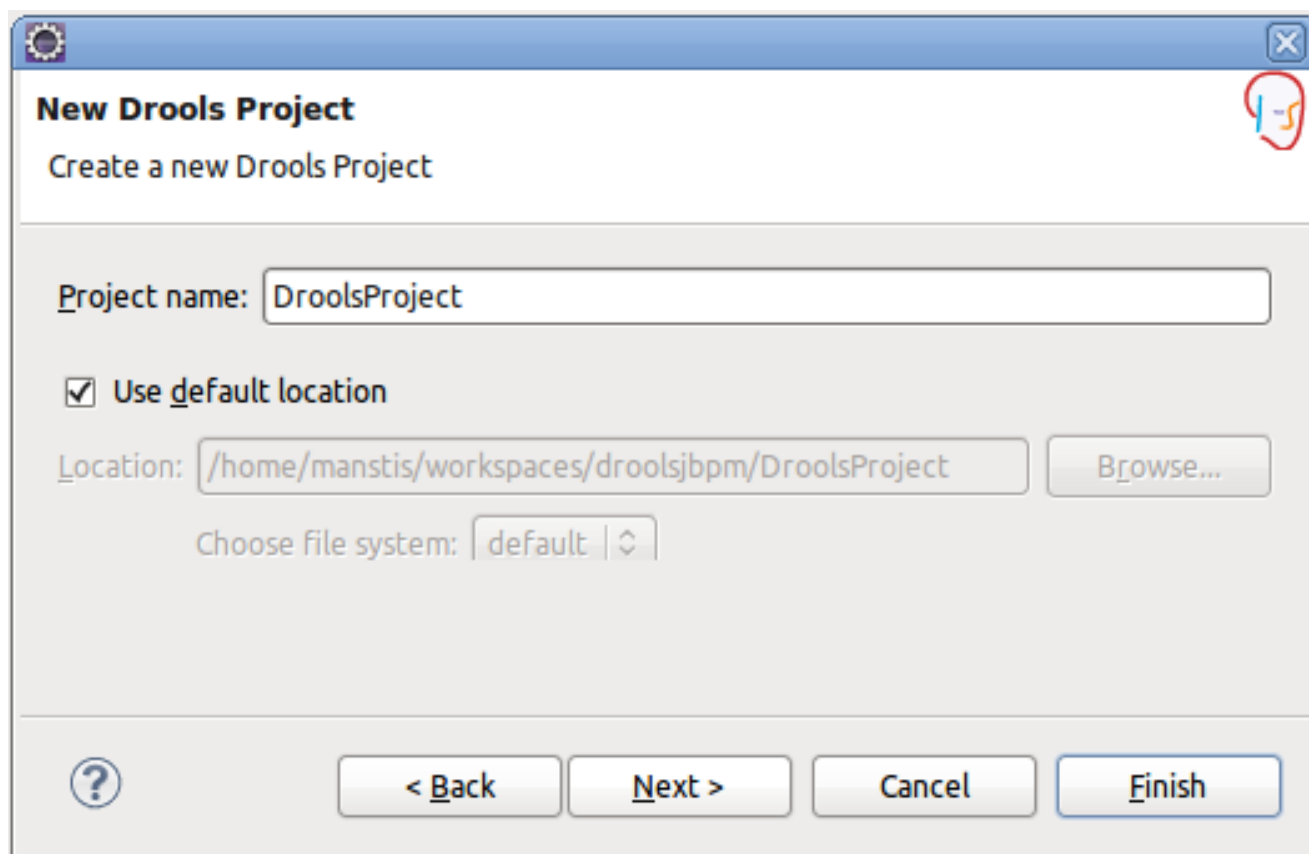 New Drools Project
Create a new Drools Project
Project name: DroolsProject
Use default location
Location: /home/manstis/workspaces/droolsjbpm/DroolsProject Browse...
Choose file system: default
? < Back Next > Cancel Finish